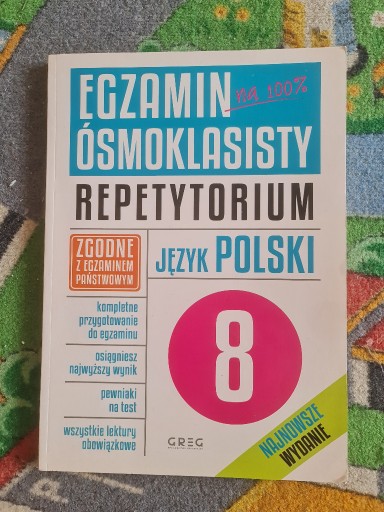 EGZAMIN
na 100%
ÓSMOKLASISTY
REPETYTORIUM
ZGODNE
Z EGZAMINEM
PAŃSTWOWYM
JĘZYK POLSKI
kompletne
przygotowanie
do egzaminu
osiągniesz
najwyższy wynik
pewniaki
na test
wszystkie lektury
obowiązkowe
8
GREG
NAJNOWSZE
WYDANIE